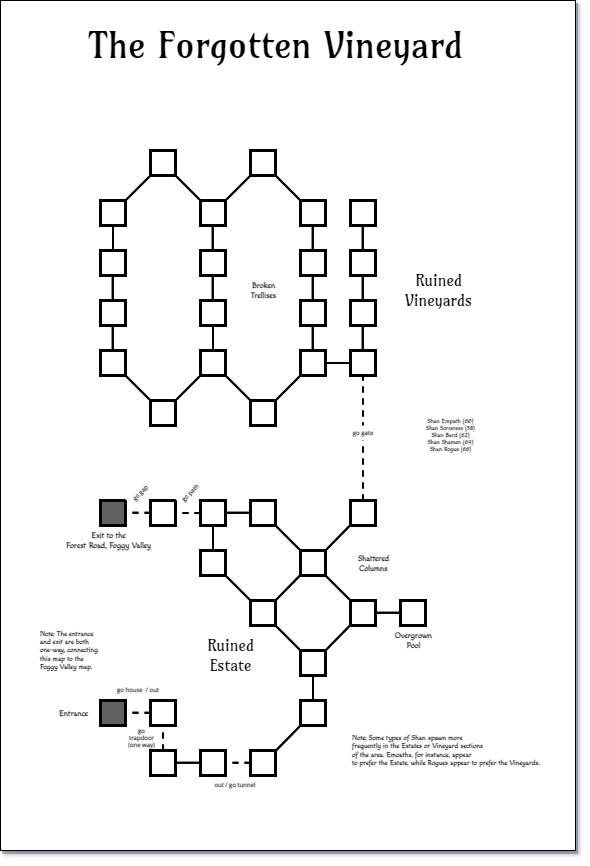 The Forgotten Vineyard
Broken
Trellises
Ruined
Vineyards
go gate
Shan Empath (60)
Shan Sorceress (58)
Shan Bard (62)
Shan Shaman (64)
Shan Rogue (66)
go gap
go path
Exit to the
Forest Road, Foggy Valley
Shattered
Columns
Overgrown
Pool
Note: The entrance
and exit are both
one-way, connecting
this map to the
Foggy Valley map.
Ruined
Estate
go house / out
Entrance
go
trapdoor
(one way)
out / go tunnel
Note: Some types of Shan spawn more
frequently in the Estates or Vineyard sections
of the area. Emoaths, for instance, appear
to prefer the Estate, while Rogues appear to prefer the Vineyards.